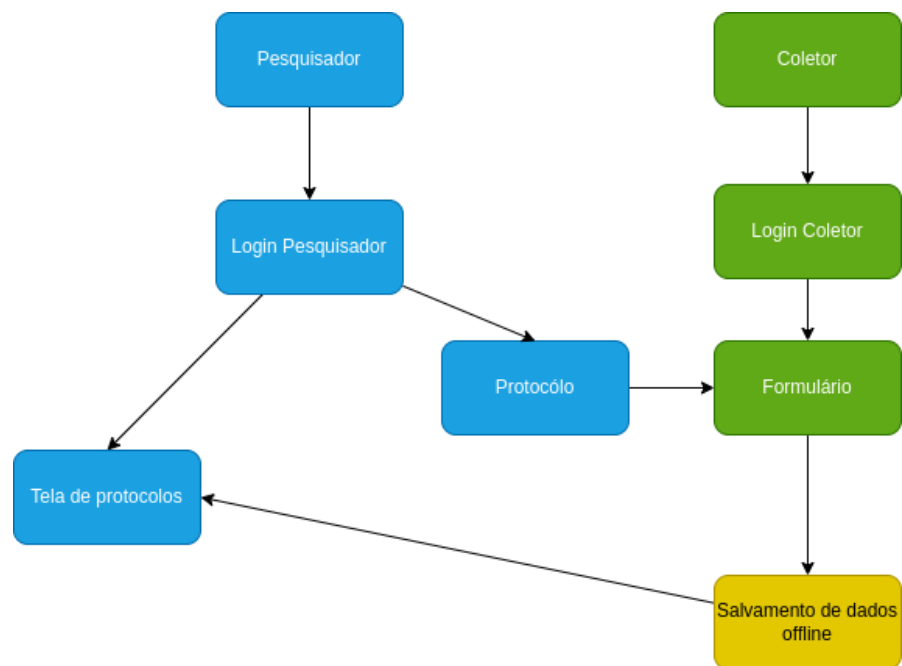 Pesquisador
Coletor
Login Pesquisador
Login Coletor
Protocólo
Formulário
Tela de protocolos
Salvamento de dados
offline